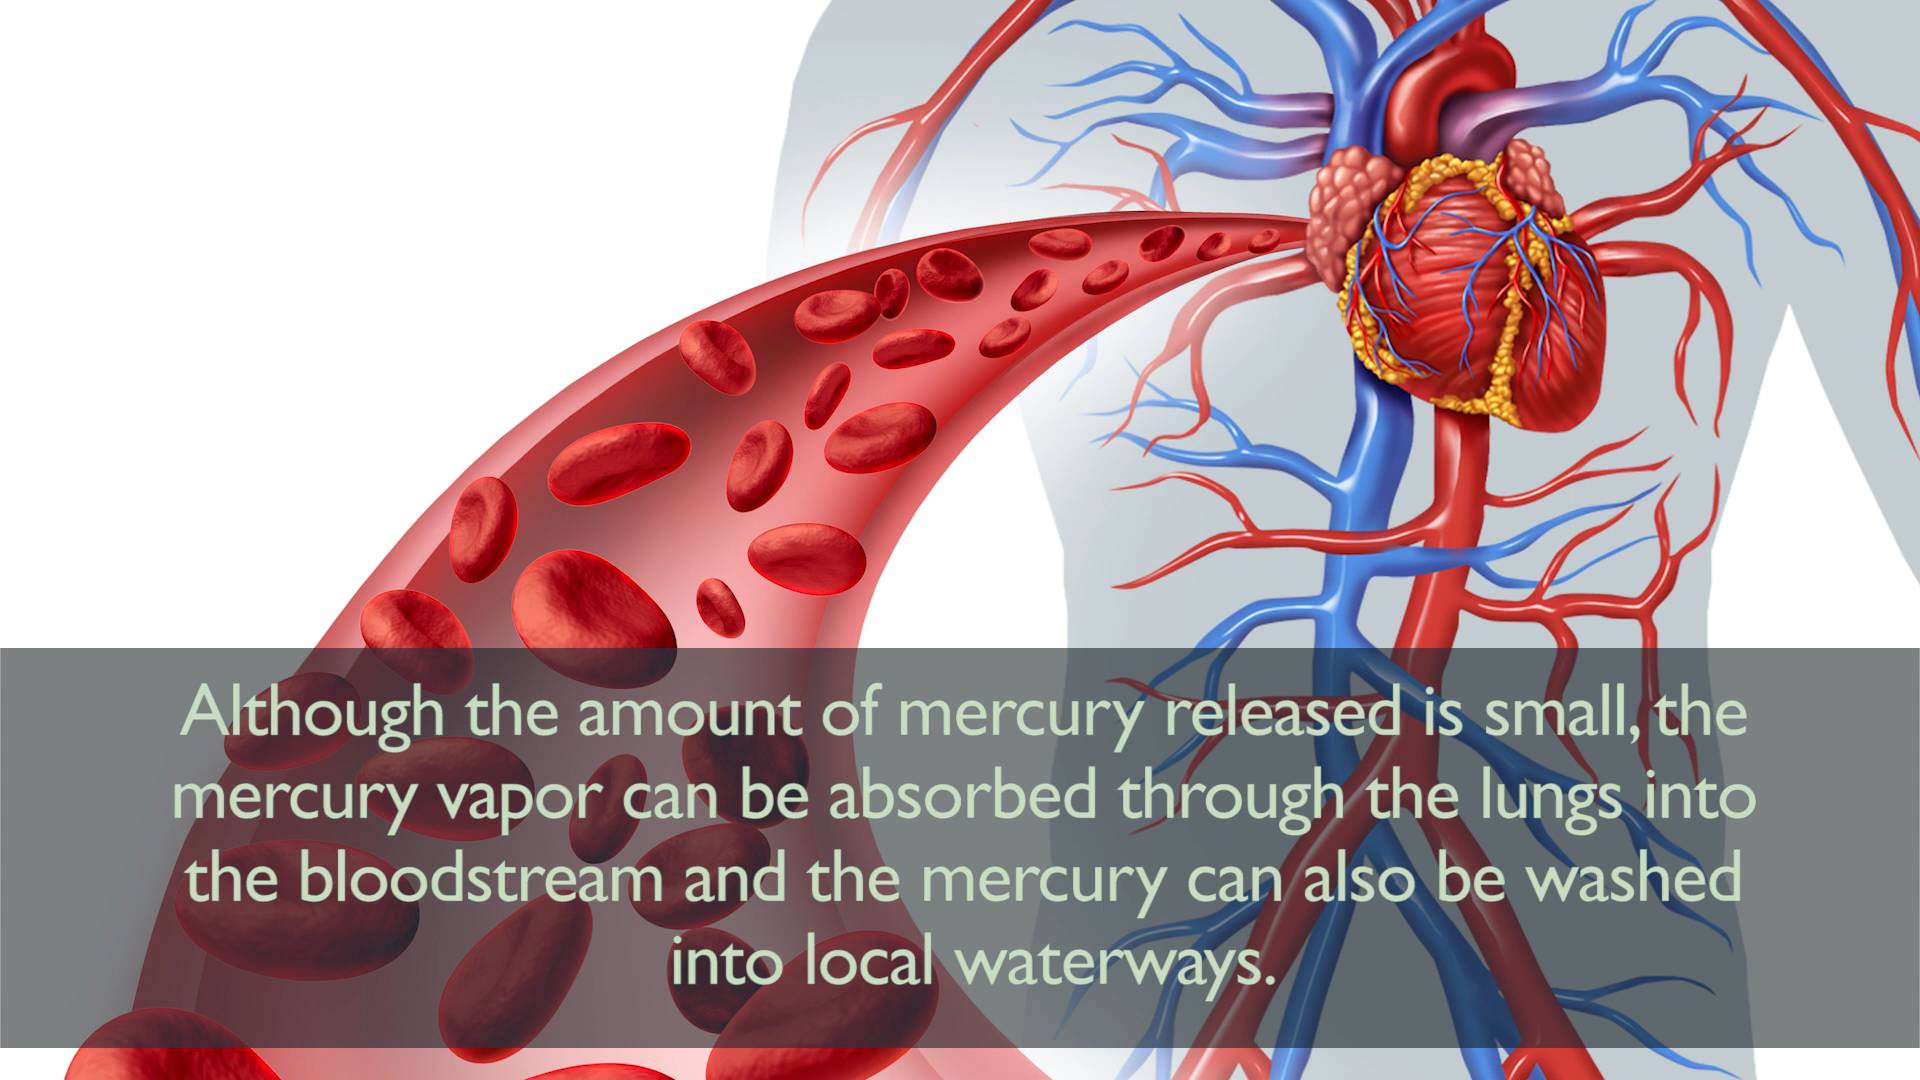 Although the amount of mercury released is small, the
mercury vapor can be absorbed through the lungs into
the bloodstream and the mercury can also be washed
into local waterways.